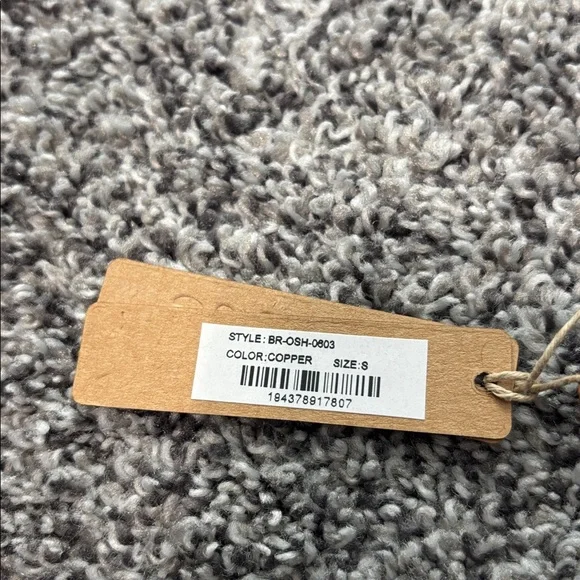 STYLE: BR-OSH-0603
COLOR:COPPER SIZE:S
194378917807